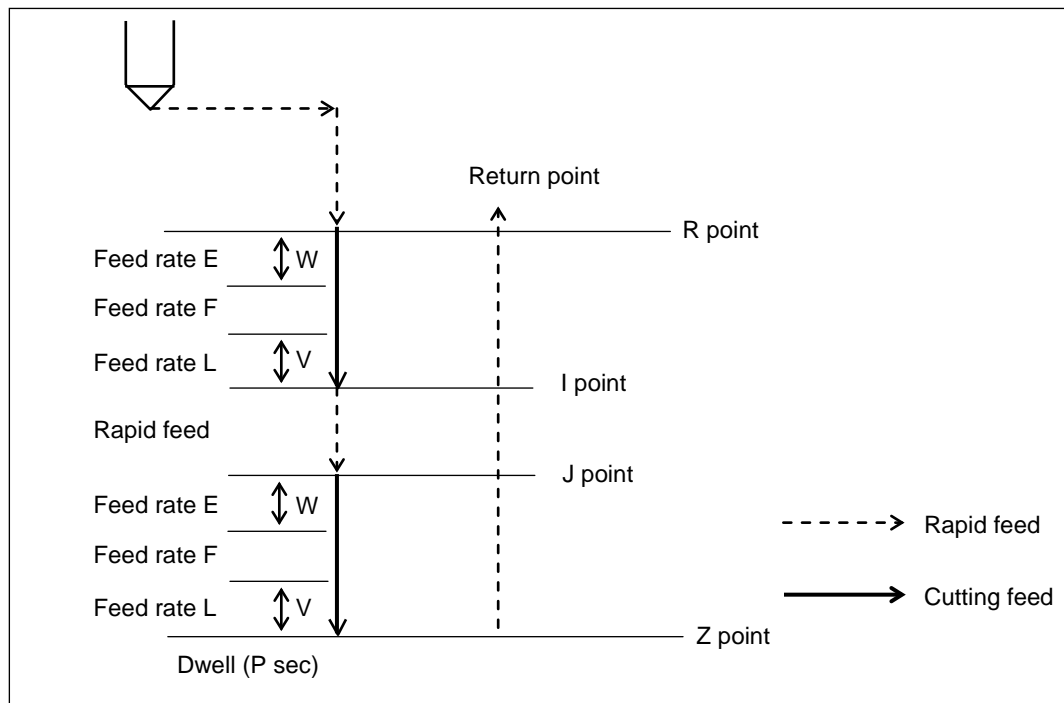 Return point
R point
Feed rate E
W
Feed rate F
Feed rate L
V
I point
Rapid feed
J point
Feed rate E
W
Feed rate F
Feed rate L
V
Z point
Dwell (P sec)
Rapid feed
Cutting feed